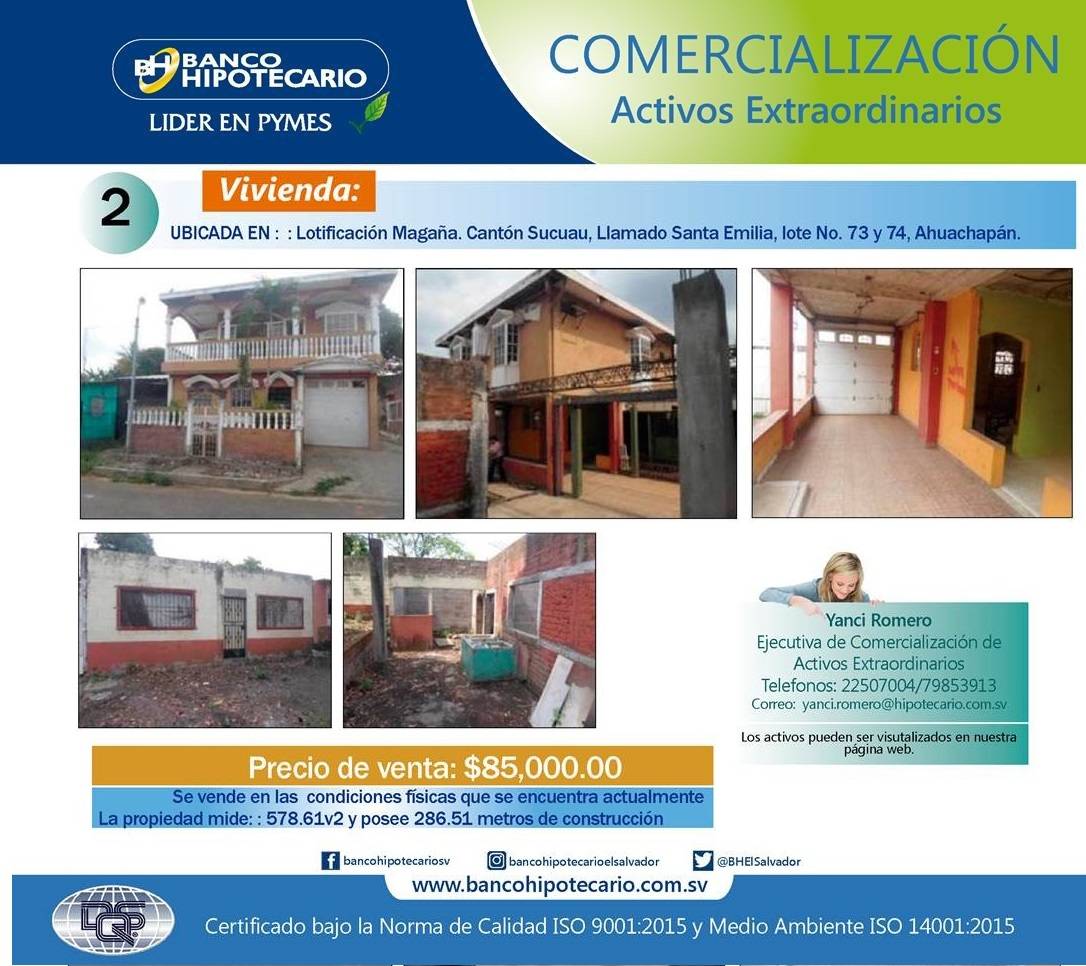 BH BANCO
HIPOTECARIO
LIDER EN PYMES
COMERCIALIZACIÓN
Activos Extraordinarios
2
Vivienda:
UBICADA EN : : Lotificación Magaña. Cantón Sucuau, Llamado Santa Emilia, lote No. 73 y 74, Ahuachapán.
Yanci Romero
Ejecutiva de Comercialización de
Activos Extraordinarios
Telefonos: 22507004/79853913
Correo: yanci.romero@hipotecario.com.sv
Los activos pueden ser visutalizados en nuestra
página web.
Precio de venta: $85,000.00
Se vende en las condiciones físicas que se encuentra actualmente
La propiedad mide: : 578.61v2 y posee 286.51 metros de construcción
bancohipotecariosv
bancohipotecarioelsalvador
@BHElSalvador
www.bancohipotecario.com.sv
DQS
Certificado bajo la Norma de Calidad ISO 9001:2015 y Medio Ambiente ISO 14001:2015